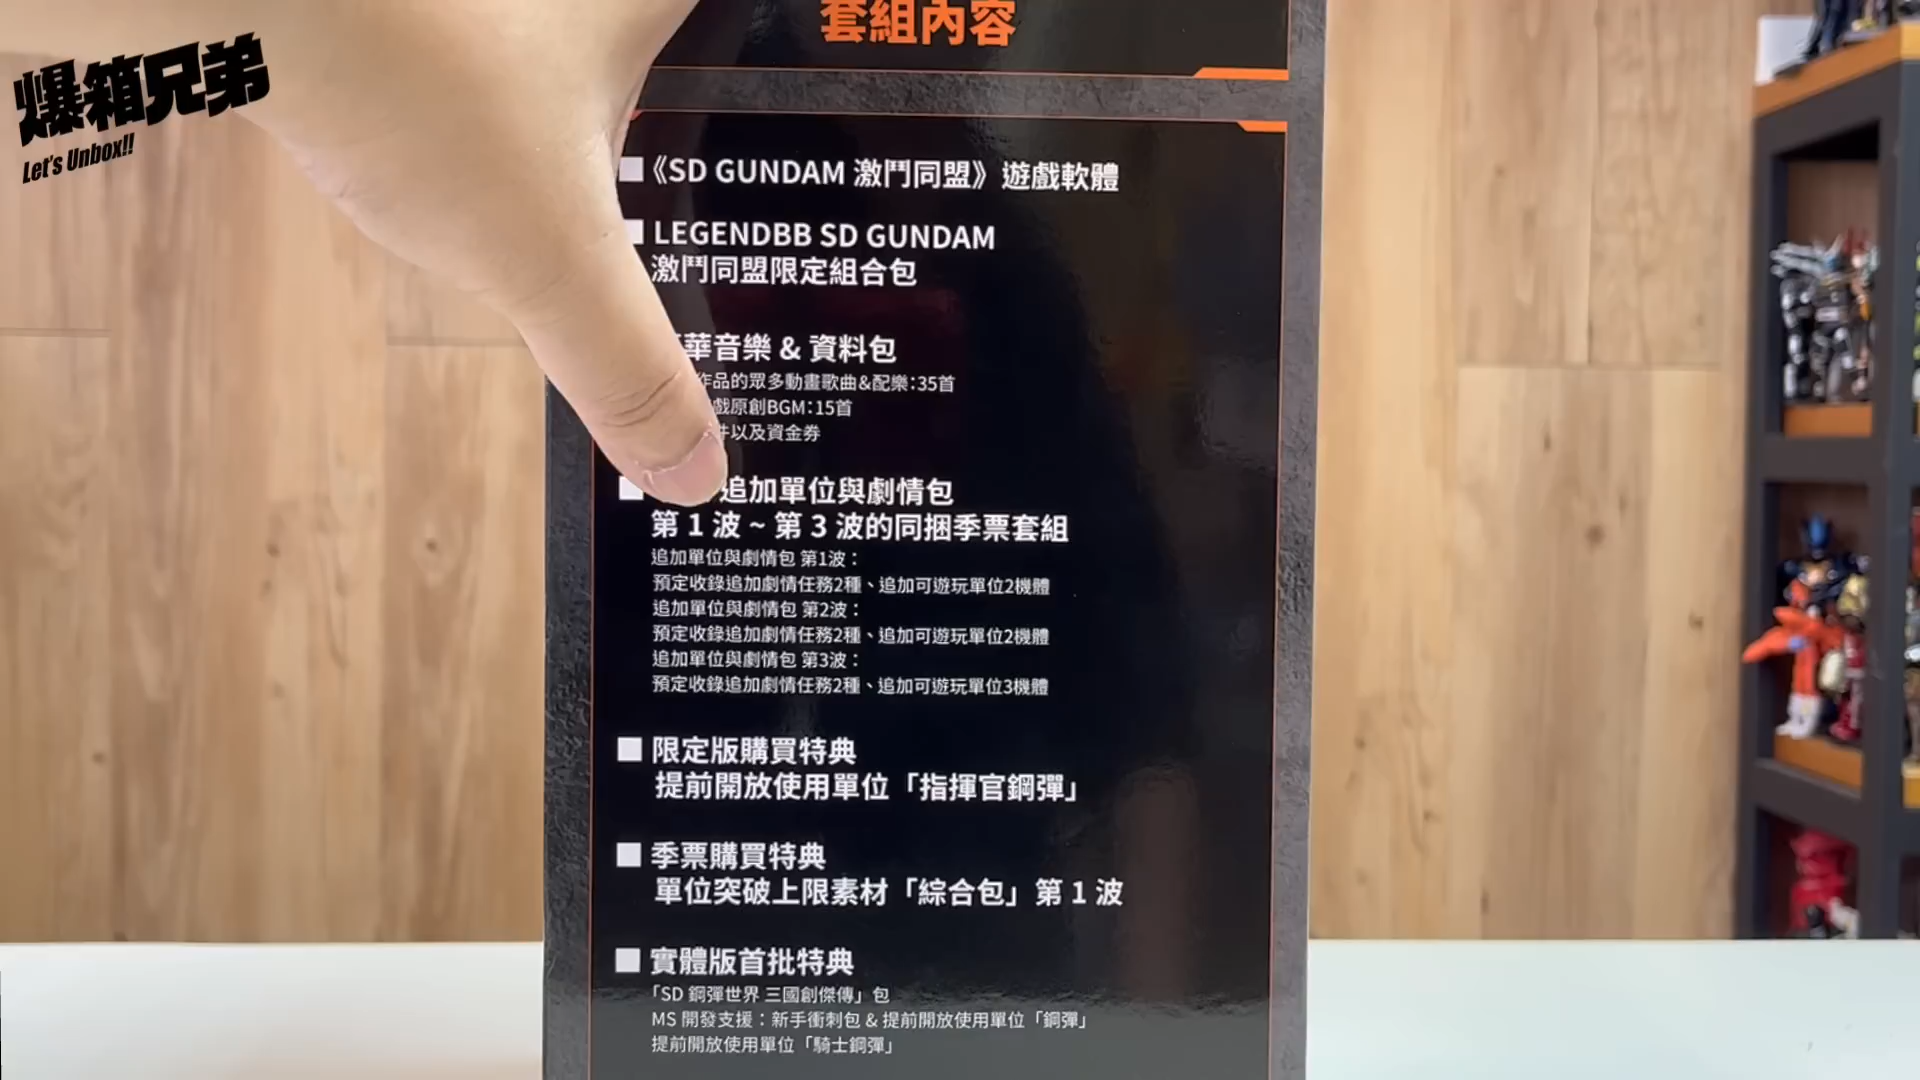 爆箱兄弟
Let's Unbox!!
套組內容
■《SD GUNDAM 激鬥同盟》遊戲軟體
■ LEGENDBB SD GUNDAM
激鬥同盟限定組合包
華音樂 & 資料包
作品的眾多動畫歌曲&配樂：35首
戲原創BGM：15首
件以及資金券
■ 追加單位與劇情包
第 1 波 ~ 第 3 波的同捆季票套組
追加單位與劇情包 第1波：
預定收錄追加劇情任務2種、追加可遊玩單位2機體
追加單位與劇情包 第2波：
預定收錄追加劇情任務2種、追加可遊玩單位2機體
追加單位與劇情包 第3波：
預定收錄追加劇情任務2種、追加可遊玩單位3機體
■ 限定版購買特典
提前開放使用單位「指揮官鋼彈」
■ 季票購買特典
單位突破上限素材「綜合包」第 1 波
■ 實體版首批特典
「SD 鋼彈世界 三國創傑傳」包
MS 開發支援：新手衝刺包 & 提前開放使用單位「鋼彈」
提前開放使用單位「騎士鋼彈」